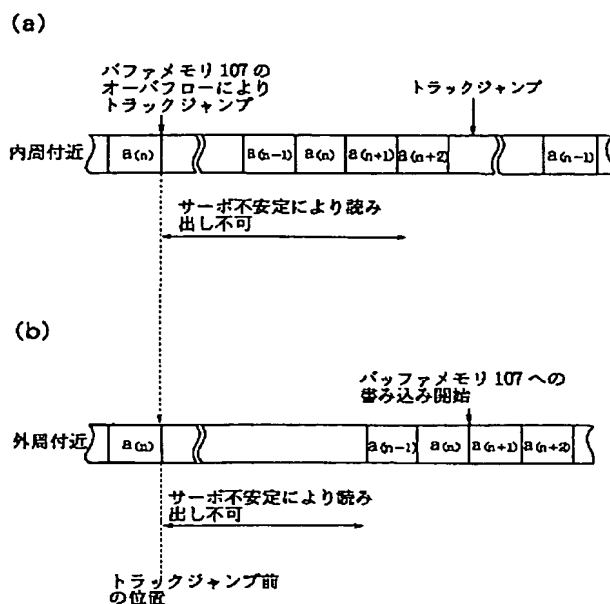 (a)
バファメモリ 107 の
オーバフローにより
トラックジャンプ
トラックジャンプ
内周付近
a(n)
a(n-1)
a(n)
a(n+1)
a(n+2)
a(n-1)
サーボ不安定により読み
出し不可
(b)
バッファメモリ 107 への
書み込み開始
外周付近
a(n)
a(n-1)
a(n)
a(n+1)
a(n+2)
サーボ不安定により読み
出し不可
トラックジャンプ前
の位置